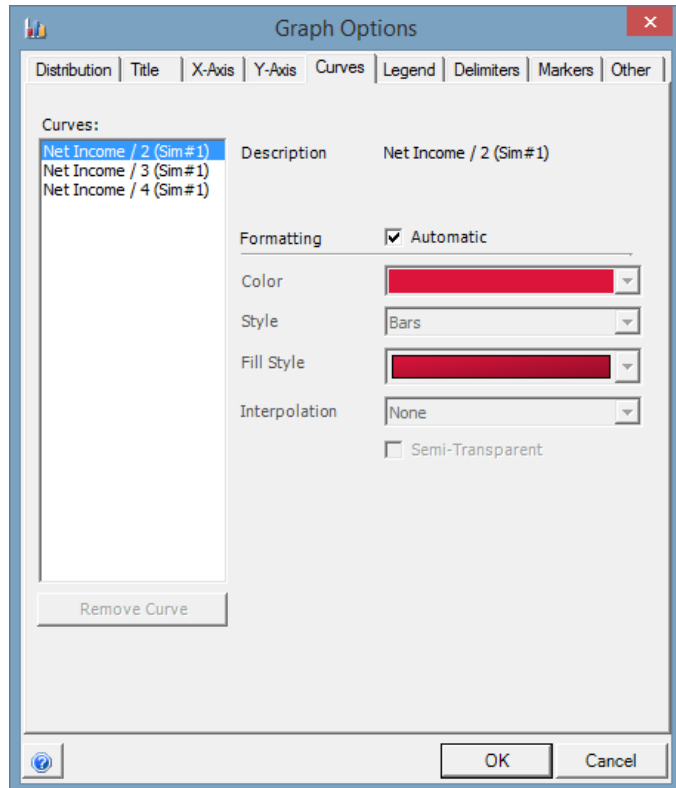 Graph Options
Distribution Title X-Axis Y-Axis Curves Legend Delimiters Markers Other
Curves:
Net Income / 2 (Sim#1)
Net Income / 3 (Sim#1)
Net Income / 4 (Sim#1)
Description Net Income / 2 (Sim#1)
Formatting Automatic
Color
Style Bars
Fill Style
Interpolation None
Semi-Transparent
Remove Curve
OK Cancel